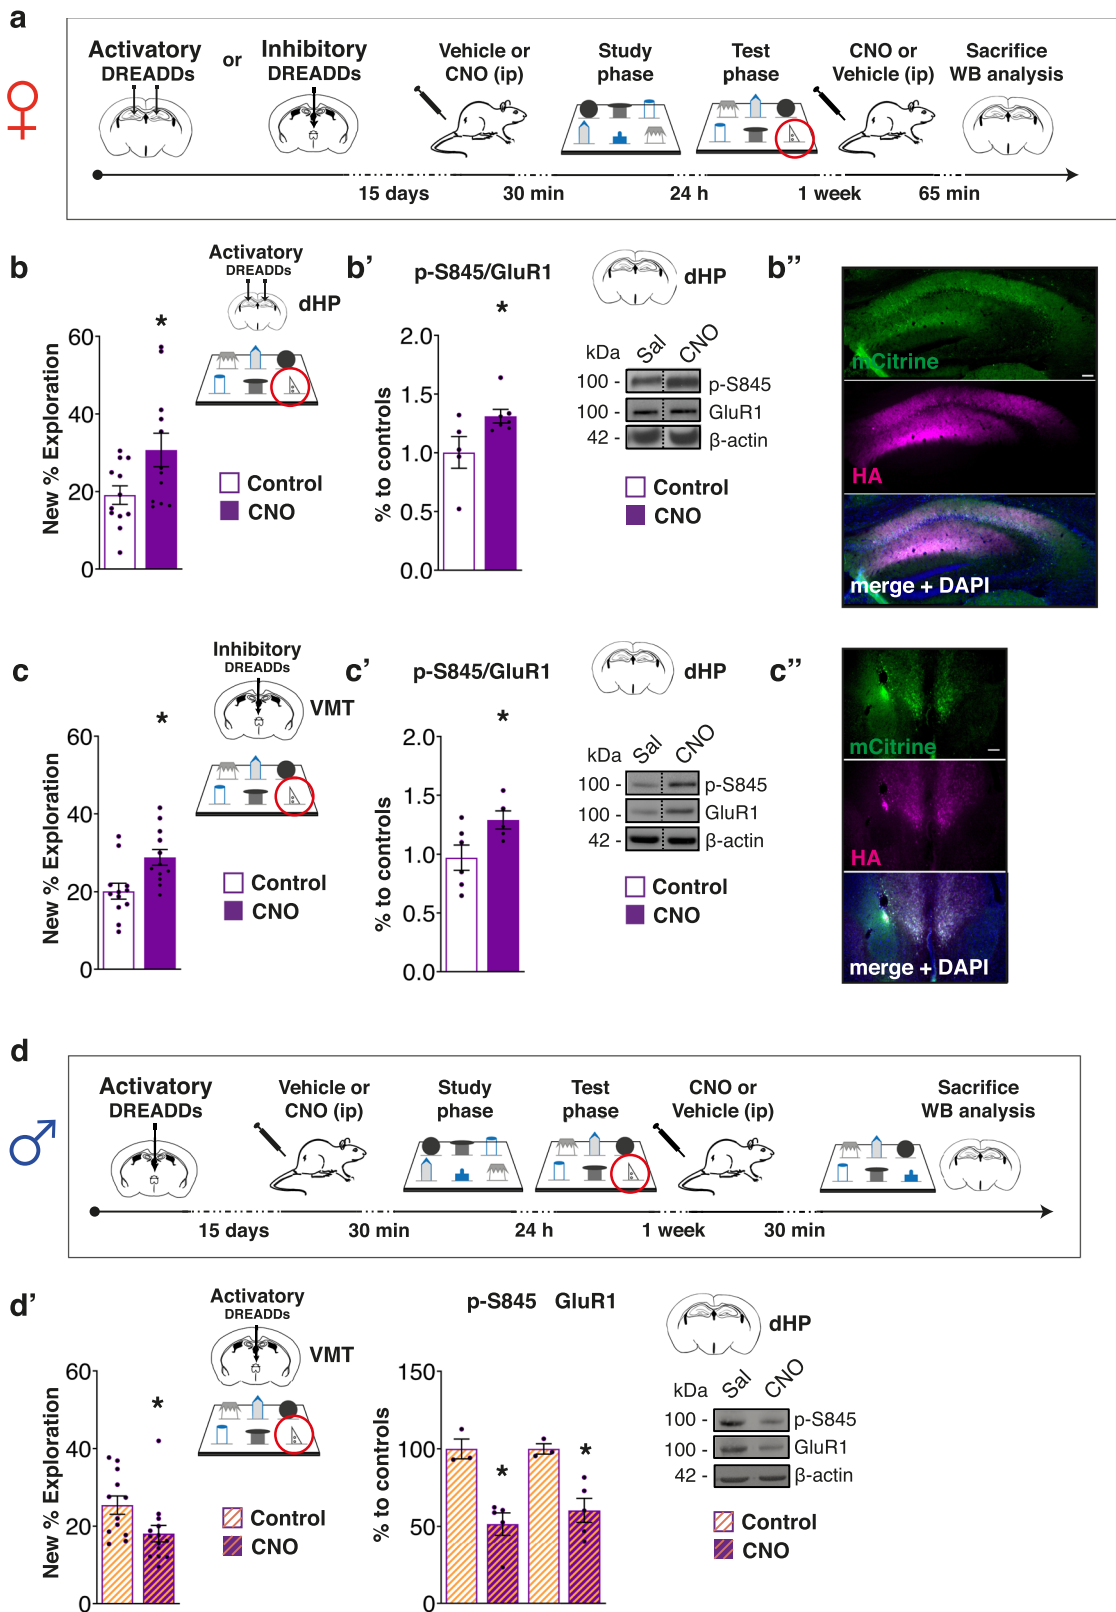 a
Activatory
DREADDs
or
Inhibitory
DREADDs
Vehicle or
CNO (ip)
Study
phase
Test
phase
CNO or
Vehicle (ip)
Sacrifice
WB analysis
15 days
30 min
24 h
1 week
65 min
b
Activatory
DREADDs
dHP
60
40
20
0
New % Exploration
*
Control
CNO
b'
p-S845/GluR1
*
2.0
1.5
1.0
0.5
0.0
% to controls
dHP
kDa
Sal
CNO
100 -
p-S845
100 -
GluR1
42 -
β-actin
Control
CNO
b''
mCitrine
HA
merge + DAPI
c
Inhibitory
DREADDs
VMT
60
40
20
0
New % Exploration
*
Control
CNO
c'
p-S845/GluR1
*
2.0
1.5
1.0
0.5
0.0
% to controls
dHP
kDa
Sal
CNO
100 -
p-S845
100 -
GluR1
42 -
β-actin
Control
CNO
c''
mCitrine
HA
merge + DAPI
d
Activatory
DREADDs
Vehicle or
CNO (ip)
Study
phase
Test
phase
CNO or
Vehicle (ip)
Sacrifice
WB analysis
15 days
30 min
24 h
1 week
30 min
d'
Activatory
DREADDs
VMT
60
40
20
0
New % Exploration
*
Control
CNO
p-S845 GluR1
150
100
50
0
% to controls
*
*
dHP
kDa
Sal
CNO
100 -
p-S845
100 -
GluR1
42 -
β-actin
Control
CNO